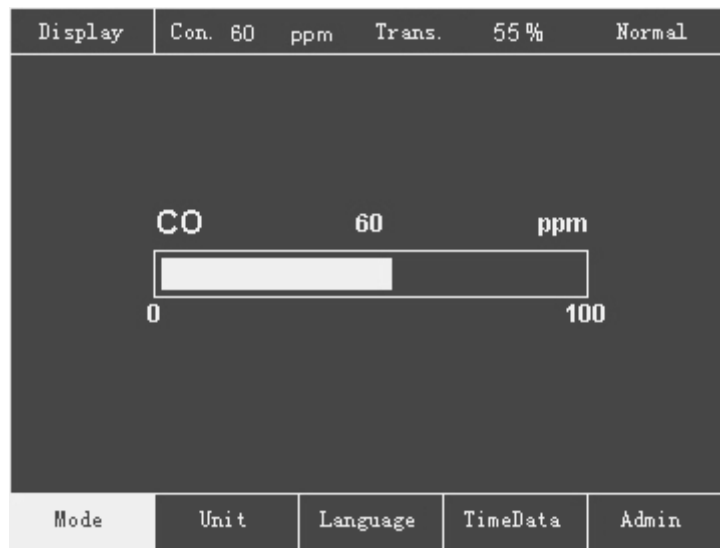 Display Con. 60 ppm Trans. 55% Normal
CO 60 ppm
0 100
Mode Unit Language TimeData Admin